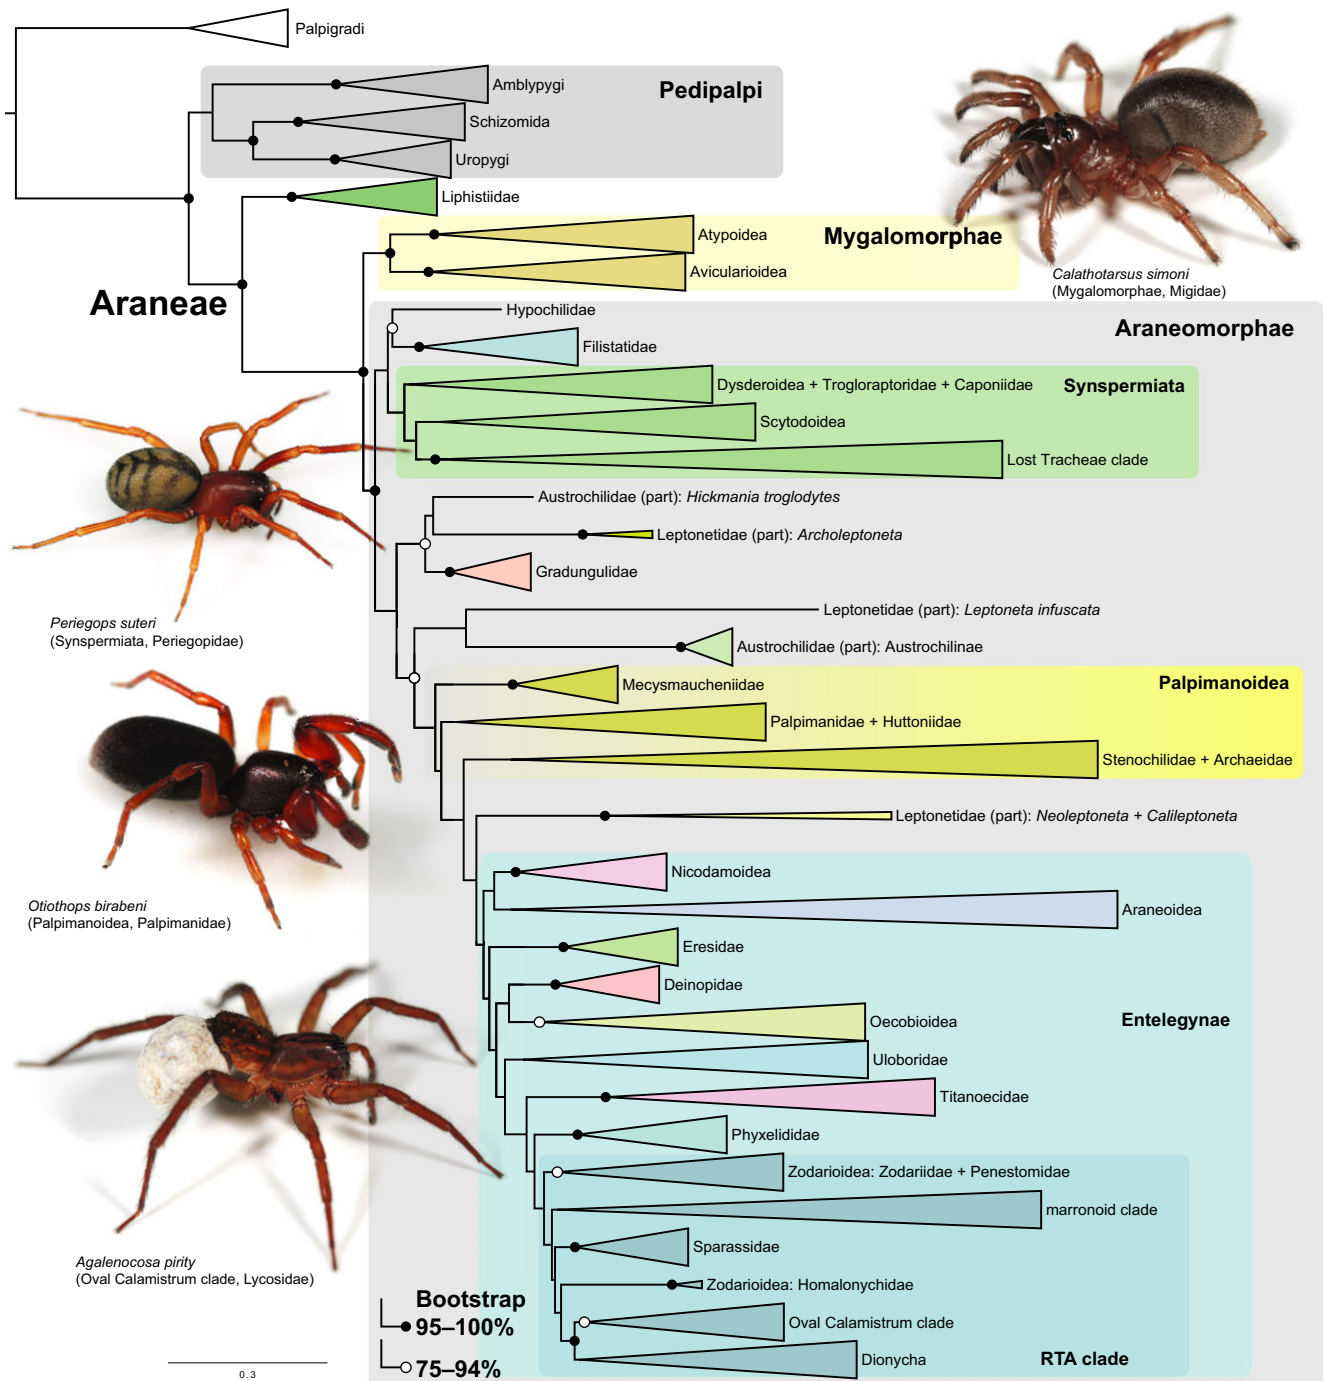 Palpigradi
Amblypygi
Pedipalpi
Schizomida
Uropygi
Liphistiidae
Atypoidea
Mygalomorphae
Avicularioidea
Calathotarsus simoni
(Mygalomorphae, Migidae)
Araneae
Hypochilidae
Araneomorphae
Filistatidae
Dysderoidea + Trogloraptoridae + Caponiidae
Synspermiata
Scytodoidea
Lost Tracheae clade
Austrochilidae (part): Hickmania troglodytes
Leptonetidae (part): Archoleptoneta
Gradungulidae
Periegops suteri
(Synspermiata, Periegopidae)
Leptonetidae (part): Leptoneta infuscata
Austrochilidae (part): Austrochilinae
Mecysmaucheniidae
Palpimanoidea
Palpimanidae + Huttoniidae
Stenochilidae + Archaeidae
Leptonetidae (part): Neoleptoneta + Calileptoneta
Otiothops birabeni
(Palpimanoidea, Palpimanidae)
Nicodamoidea
Araneoidea
Eresidae
Deinopidae
Oecobioidea
Entelegynae
Uloboridae
Titanoecidae
Phyxelididae
Zodarioidea: Zodariidae + Penestomidae
marronoid clade
Sparassidae
Agalenocosa pirity
(Oval Calamistrum clade, Lycosidae)
Zodarioidea: Homalonychidae
Oval Calamistrum clade
Dionycha
RTA clade
Bootstrap
95–100%
75–94%
0.3